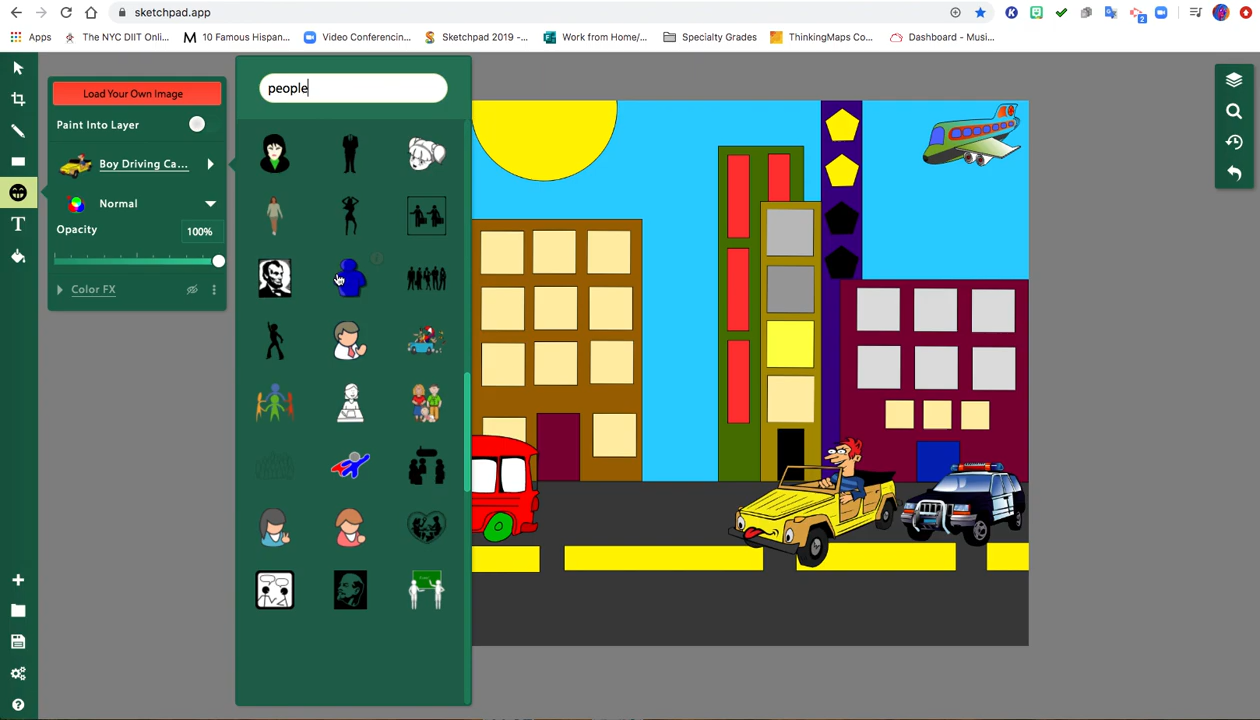 sketchpad.app
Apps
The NYC DIIT Onli...
10 Famous Hispan...
Video Conferencin...
Sketchpad 2019 -...
Work from Home/...
Specialty Grades
ThinkingMaps Co...
Dashboard - Musi...
people
Load Your Own Image
Paint Into Layer
Boy Driving Ca...
Normal
Opacity
100%
Color FX